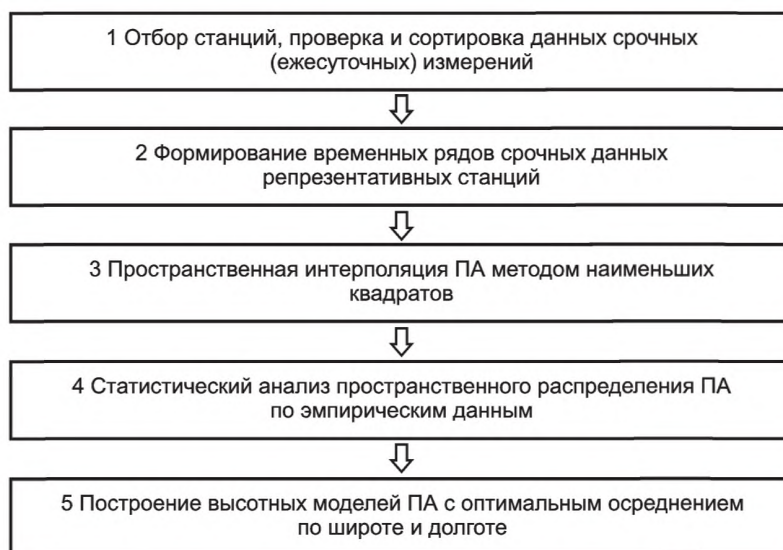 1 Отбор станций, проверка и сортировка данных срочных
(ежесуточных) измерений
2 Формирование временных рядов срочных данных
репрезентативных станций
3 Пространственная интерполяция ПА методом наименьших
квадратов
4 Статистический анализ пространственного распределения ПА
по эмпирическим данным
5 Построение высотных моделей ПА с оптимальным осреднением
по широте и долготе